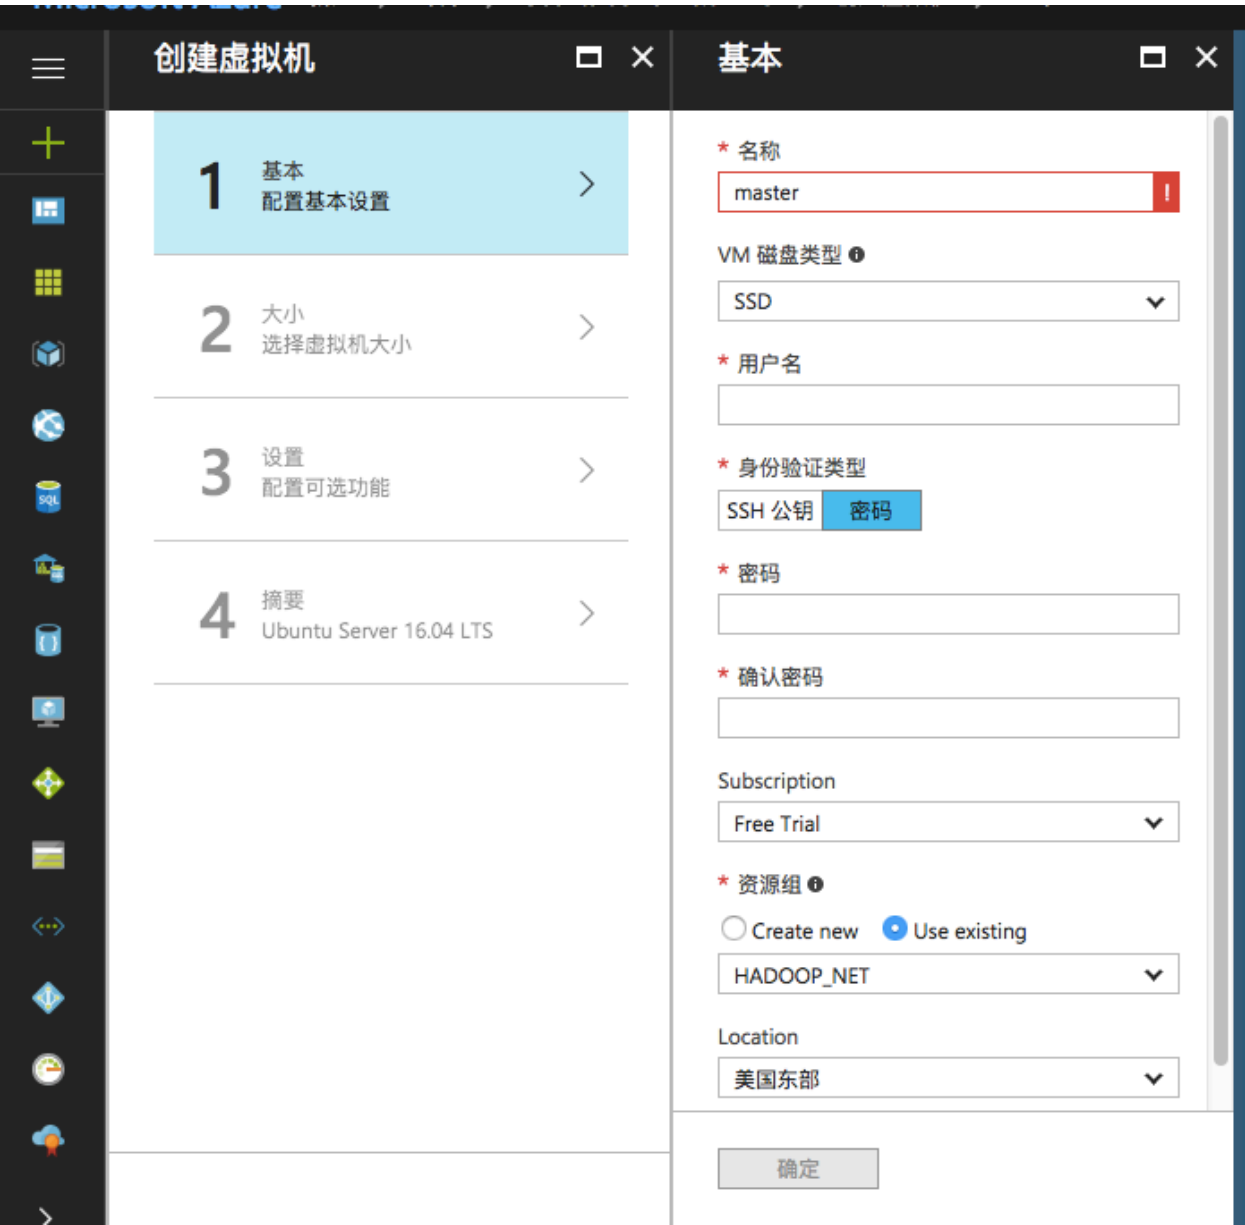 创建虚拟机
基本
1
基本
配置基本设置
2
大小
选择虚拟机大小
3
设置
配置可选功能
4
摘要
Ubuntu Server 16.04 LTS
* 名称
master
!
VM 磁盘类型
SSD
* 用户名
* 身份验证类型
SSH 公钥 密码
* 密码
* 确认密码
Subscription
Free Trial
* 资源组
Create new Use existing
HADOOP_NET
Location
美国东部
确定
SQL